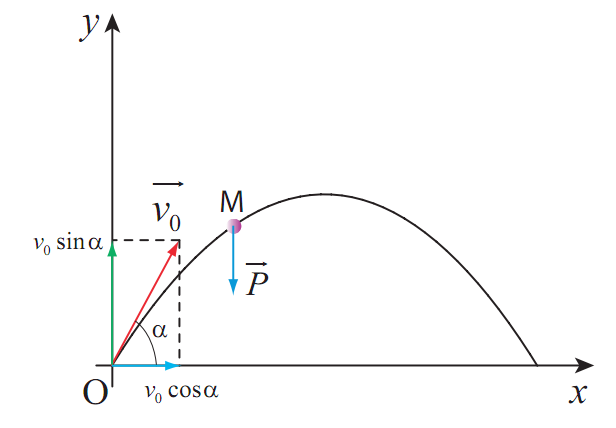 y
v₀
M
v₀ sinα
P
α
O
v₀ cosα
x